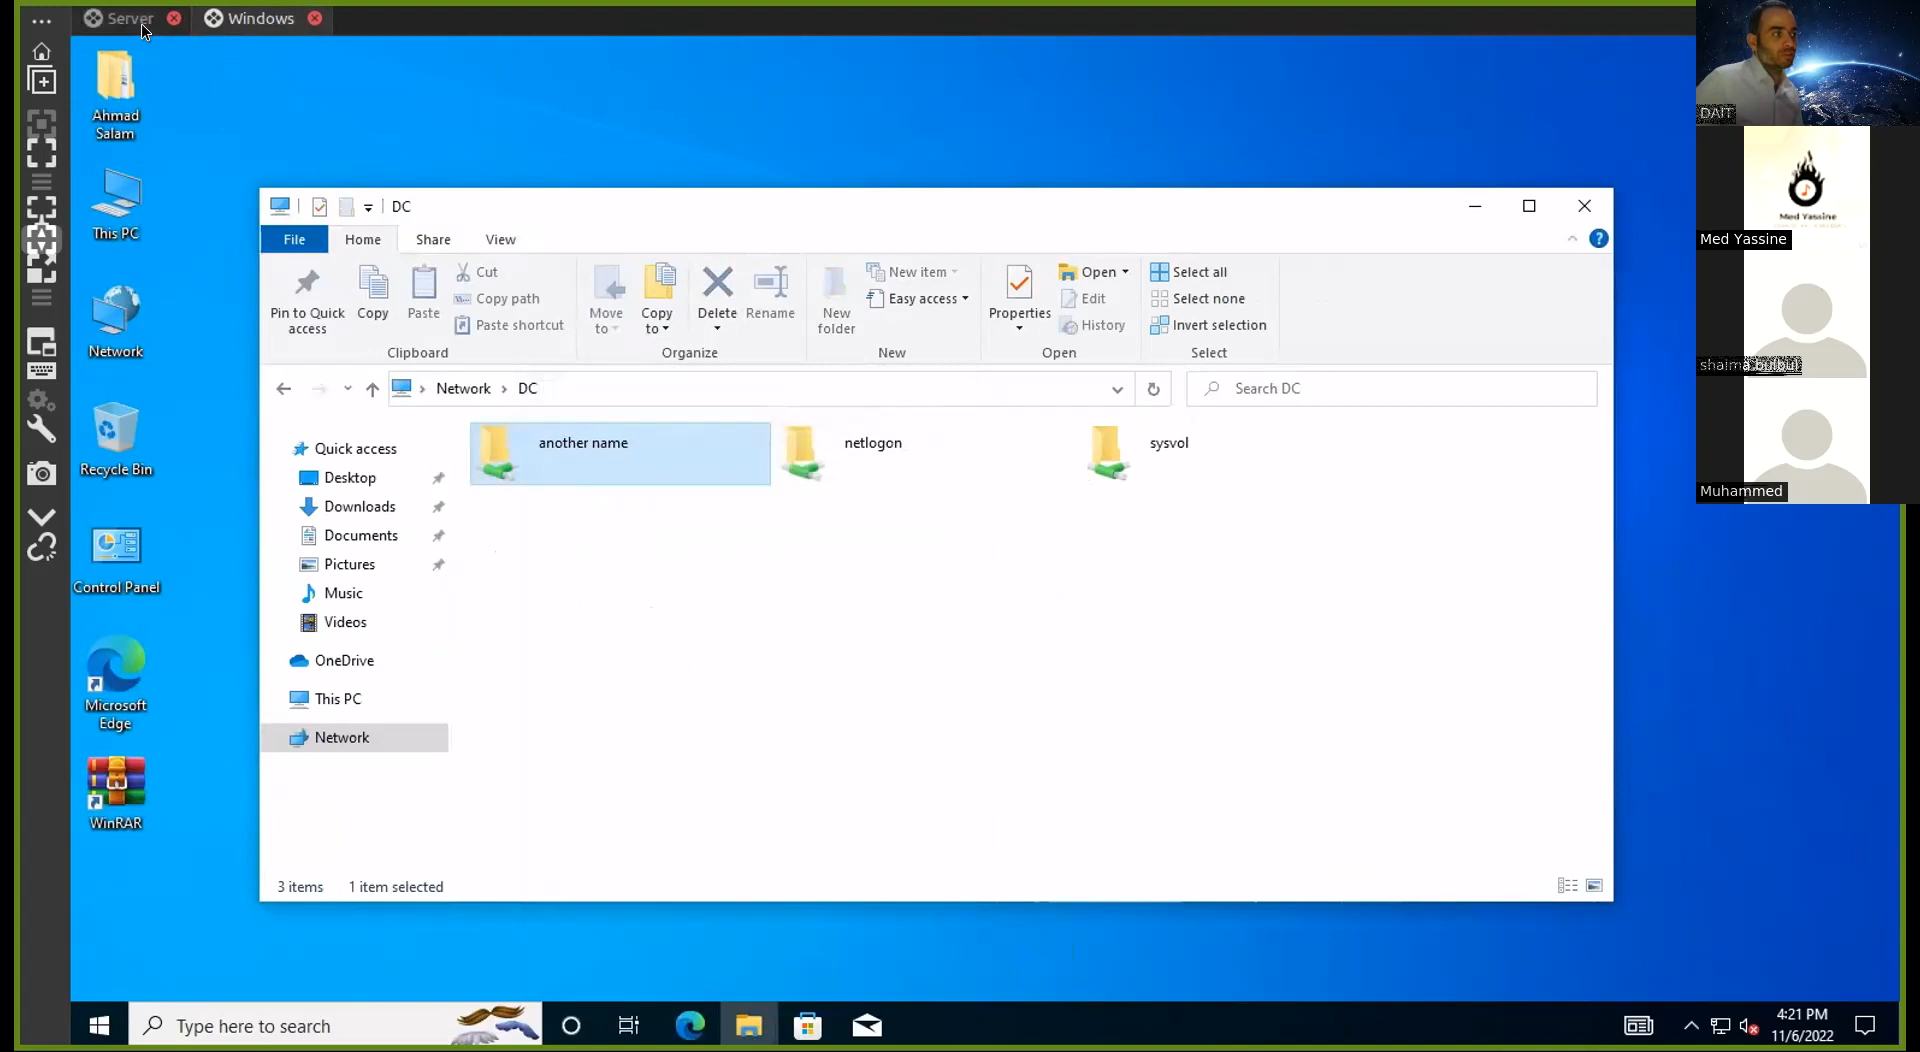 Server
Windows
Ahmad
Salam
This PC
Network
Recycle Bin
Control Panel
Microsoft
Edge
WinRAR
DC
File
Home
Share
View
Pin to Quick
access
Copy
Paste
Cut
Copy path
Paste shortcut
Clipboard
Move
to
Copy
to
Delete
Rename
Organize
New
folder
New item
Easy access
New
Properties
Open
Edit
History
Open
Select all
Select none
Invert selection
Select
Network
DC
Search DC
Quick access
Desktop
Downloads
Documents
Pictures
Music
Videos
OneDrive
This PC
Network
another name
netlogon
sysvol
3 items
1 item selected
Type here to search
4:21 PM
11/6/2022
DAIT
Med Yassine
Med Yassine
shaima bulbul
Muhammed